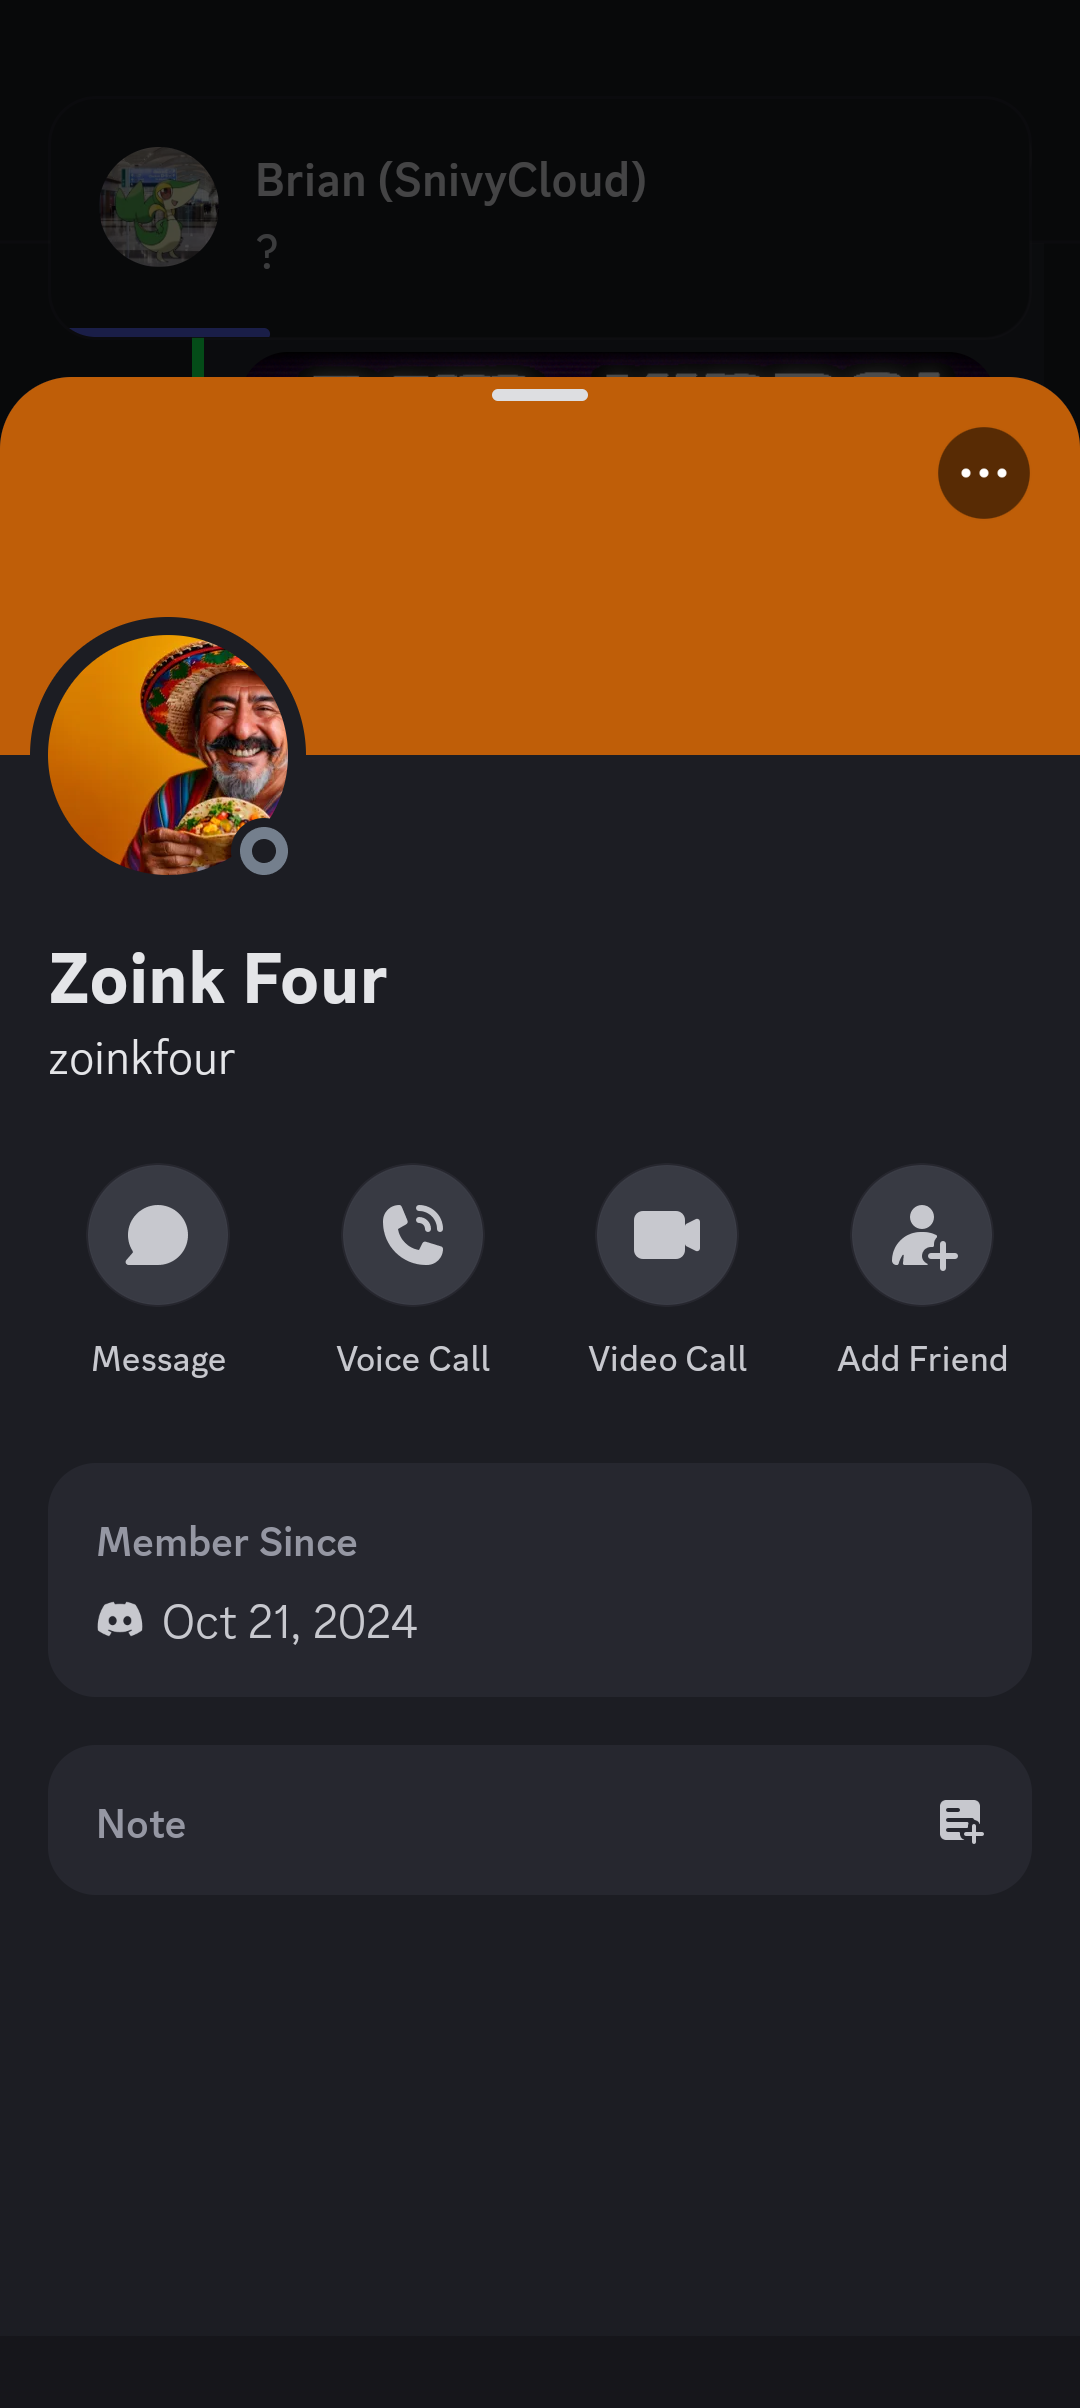 Brian (SnivyCloud)
?
Zoink Four
zoinkfour
Message
Voice Call
Video Call
Add Friend
Member Since
Oct 21, 2024
Note